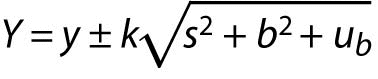 Y = y ± k√(s² + b² + u_b)